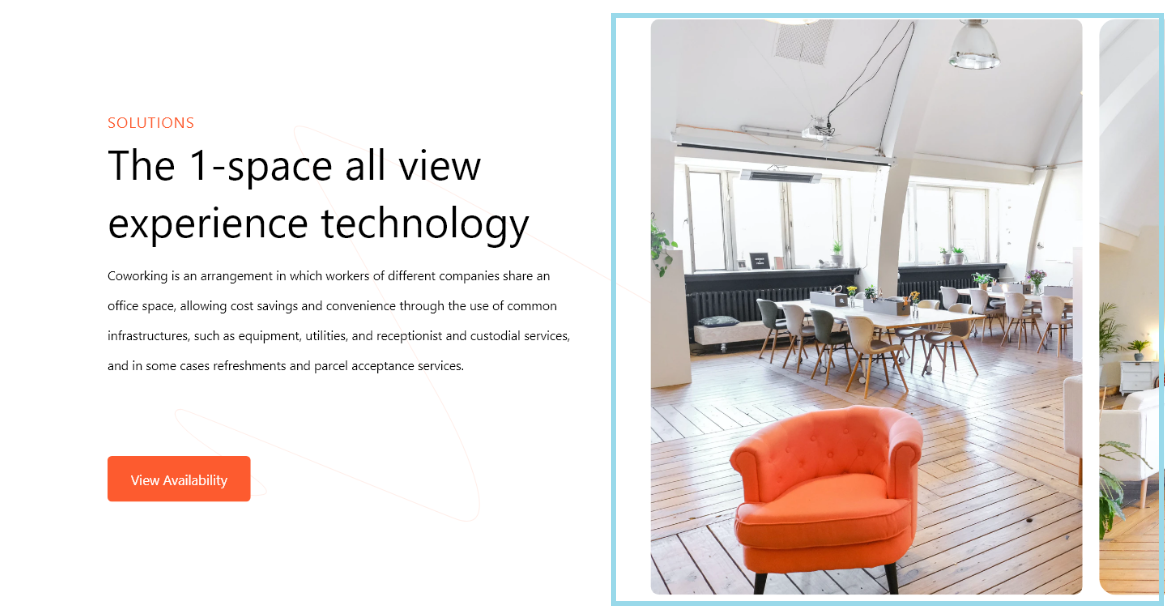 SOLUTIONS
The 1-space all view
experience technology
Coworking is an arrangement in which workers of different companies share an
office space, allowing cost savings and convenience through the use of common
infrastructures, such as equipment, utilities, and receptionist and custodial services,
and in some cases refreshments and parcel acceptance services.
View Availability